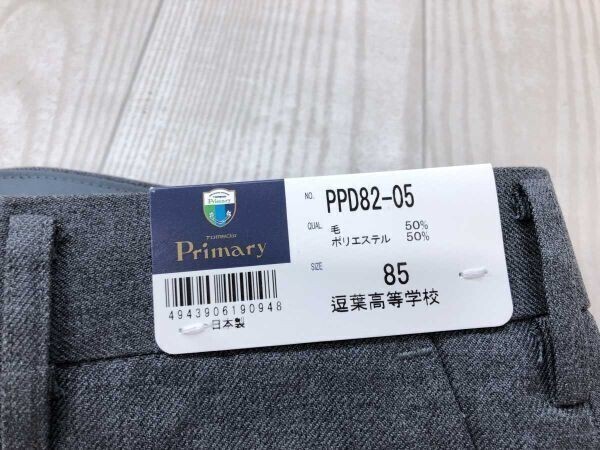 Primary
TOMBOW
Primary
4943906190948
日本製
NO. PPD82-05
QUAL. 毛 50%
ポリエステル 50%
SIZE 85
逗葉高等学校